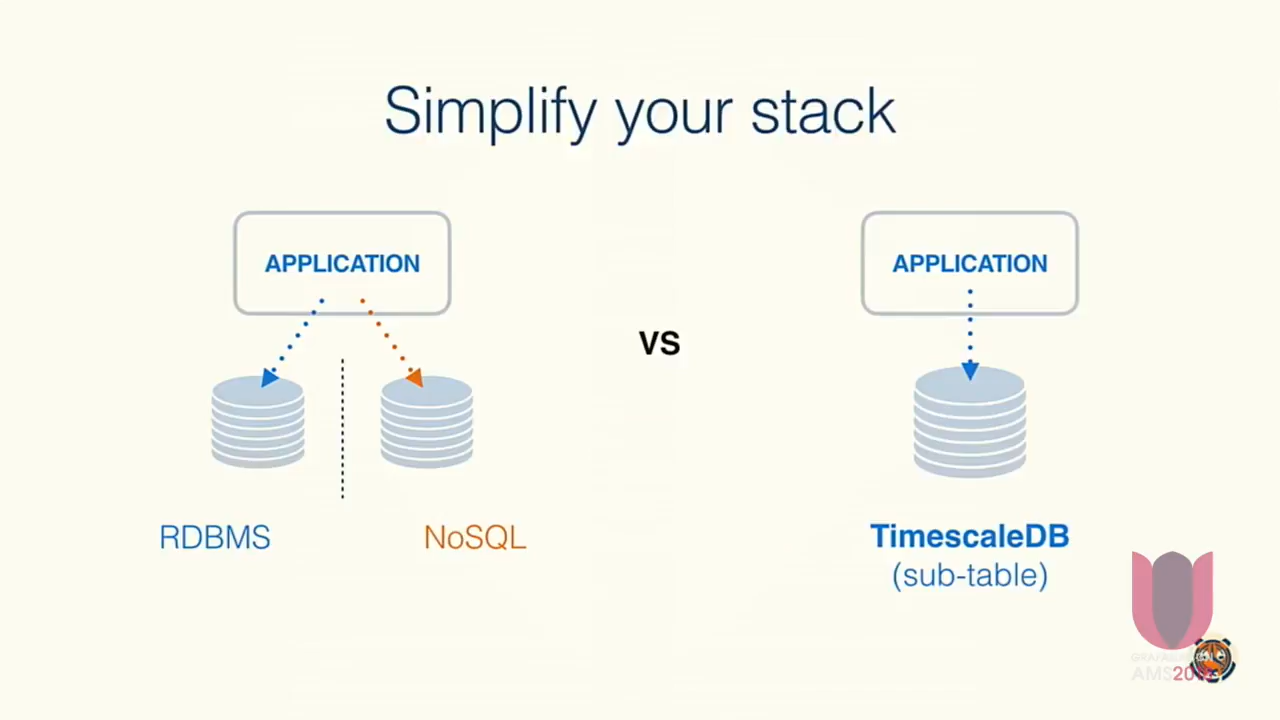 Simplify your stack
APPLICATION
APPLICATION
VS
RDBMS
NoSQL
TimescaleDB
(sub-table)